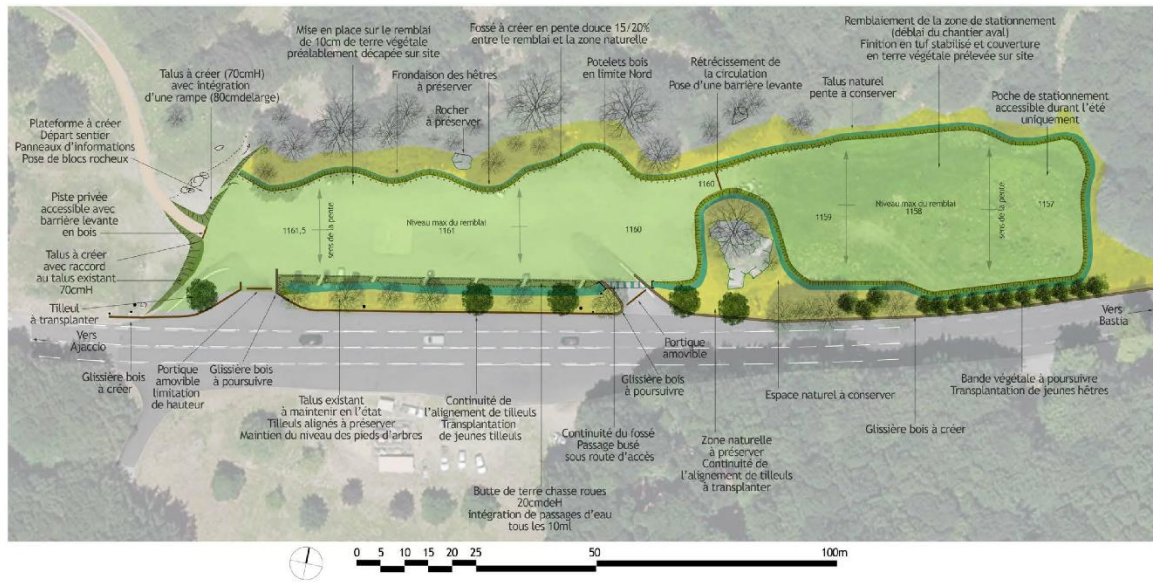 Mise en place sur le remblai
de 10cm de terre végétale
préalablement décapée sur site
Fossé à créer en pente douce 15/20%
entre le remblai et la zone naturelle
Remblaiement de la zone de stationnement
(déblai du chantier aval)
Finition en tuf stabilisé et couverture
en terre végétale prélevée sur site
Talus à créer (70cmH)
avec intégration
d'une rampe (80cmdelarge)
Frondaison des hêtres
à préserver
Potelets bois
en limite Nord
Rétrécissement de
la circulation
Pose d'une barrière levante
Talus naturel
pente à conserver
Rocher
à préserver
Poche de stationnement
accessible durant l'été
uniquement
Plateforme à créer
Départ sentier
Panneaux d'informations
Pose de blocs rocheux
Piste privée
accessible avec
barrière levante
en bois
Talus à créer
avec raccord
au talus existant
70cmH
Tilleul
à transplanter
1161,5
sens de la pente
Niveau max du remblai
1161
1160
1160
1159
Niveau max du remblai
1158
sens de la pente
1157
Vers
Ajaccio
Vers
Bastia
Glissière bois
à créer
Portique
amovible
limitation
de hauteur
Glissière bois
à poursuivre
Talus existant
à maintenir en l'état
Tilleuls alignés à préserver
Maintien du niveau des pieds d'arbres
Continuité de
l'alignement de tilleuls
Transplantation
de jeunes tilleuls
Butte de terre chasse roues
20cmdeH
intégration de passages d'eau
tous les 10ml
Continuité du fossé
Passage busé
sous route d'accès
Glissière bois
à poursuivre
Portique
amovible
Zone naturelle
à préserver
Continuité de
l'alignement de tilleuls
à transplanter
Espace naturel à conserver
Glissière bois à créer
Bande végétale à poursuivre
Transplantation de jeunes hêtres
0 5 10 15 20 25 50 100m